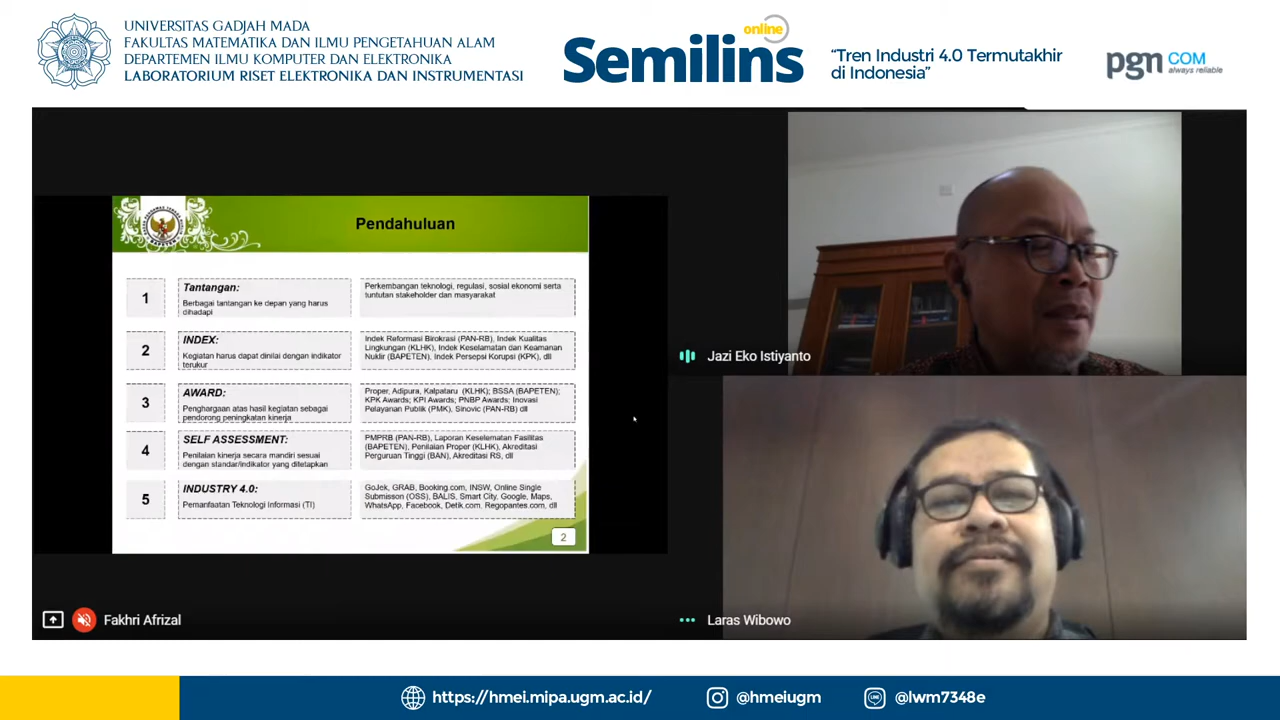 UNIVERSITAS GADJAH MADA
FAKULTAS MATEMATIKA DAN ILMU PENGETAHUAN ALAM
DEPARTEMEN ILMU KOMPUTER DAN ELEKTRONIKA
LABORATORIUM RISET ELEKTRONIKA DAN INSTRUMENTASI
online
Semilins
“Tren Industri 4.0 Termutakhir
di Indonesia”
pgn COM
always reliable
Pendahuluan
1
Tantangan:
Berbagai tantangan ke depan yang harus
dihadapi
Perkembangan teknologi, regulasi, sosial ekonomi serta
tuntutan stakeholder dan masyarakat
2
INDEX:
Kegiatan harus dapat dinilai dengan indikator
terukur
Indek Reformasi Birokrasi (PAN-RB), Indek Kualitas
Lingkungan (KLHK), Indek Keselamatan dan Keamanan
Nuklir (BAPETEN), Indek Persepsi Korupsi (KPK), dll
3
AWARD:
Penghargaan atas hasil kegiatan sebagai
pendorong peningkatan kinerja
Proper, Adipura, Kalpataru (KLHK); BSSA (BAPETEN);
KPK Awards; KPI Awards; PNBP Awards; Inovasi
Pelayanan Publik (PMK), Sinovic (PAN-RB) dll
4
SELF ASSESSMENT:
Penilaian kinerja secara mandiri sesuai
dengan standar/indikator yang ditetapkan
PMPRB (PAN-RB), Laporan Keselematan Fasilitas
(BAPETEN), Penilaian Proper (KLHK), Akreditasi
Perguruan Tinggi (BAN), Akreditasi RS, dll
5
INDUSTRY 4.0:
Pemanfaatan Teknologi Informasi (TI)
GoJek, GRAB, Booking.com, INSW, Online Single
Submisson (OSS), BALIS, Smart City, Google, Maps,
WhatsApp, Facebook, Detik.com. Regopantes.com, dll
2
Jazi Eko Istiyanto
Fakhri Afrizal
Laras Wibowo
https://hmei.mipa.ugm.ac.id/
@hmeiugm
@lwm7348e